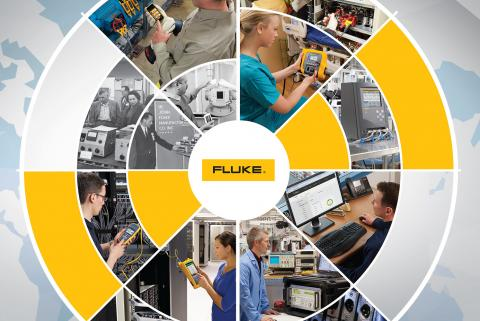 JOHN
FLUKE
MANUFACTURING
CO. INC.
FLUKE®